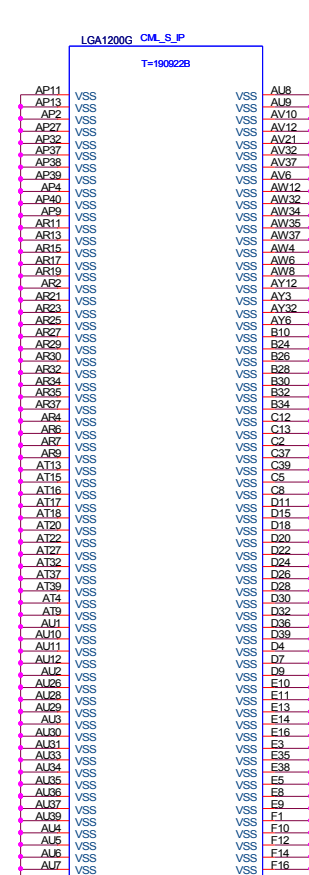 LGA1200G CML_S_IP
T=190922B
AP11 VSS VSS AU8
AP13 VSS VSS AU9
AP2 VSS VSS AV10
AP27 VSS VSS AV12
AP32 VSS VSS AV21
AP37 VSS VSS AV32
AP38 VSS VSS AV37
AP39 VSS VSS AV6
AP4 VSS VSS AW12
AP40 VSS VSS AW32
AP9 VSS VSS AW34
AR11 VSS VSS AW35
AR13 VSS VSS AW37
AR15 VSS VSS AW4
AR17 VSS VSS AW6
AR19 VSS VSS AW8
AR2 VSS VSS AY12
AR21 VSS VSS AY3
AR23 VSS VSS AY32
AR25 VSS VSS AY6
AR27 VSS VSS B10
AR29 VSS VSS B24
AR30 VSS VSS B26
AR32 VSS VSS B28
AR34 VSS VSS B30
AR35 VSS VSS B32
AR37 VSS VSS B34
AR4 VSS VSS C12
AR6 VSS VSS C13
AR7 VSS VSS C2
AR9 VSS VSS C37
AT13 VSS VSS C39
AT15 VSS VSS C5
AT16 VSS VSS C8
AT17 VSS VSS D11
AT18 VSS VSS D15
AT20 VSS VSS D18
AT22 VSS VSS D20
AT27 VSS VSS D22
AT32 VSS VSS D24
AT37 VSS VSS D26
AT39 VSS VSS D28
AT4 VSS VSS D30
AT9 VSS VSS D32
AU1 VSS VSS D36
AU10 VSS VSS D39
AU11 VSS VSS D4
AU12 VSS VSS D7
AU2 VSS VSS D9
AU26 VSS VSS E10
AU28 VSS VSS E11
AU29 VSS VSS E13
AU3 VSS VSS E14
AU30 VSS VSS E16
AU31 VSS VSS E3
AU33 VSS VSS E35
AU34 VSS VSS E38
AU35 VSS VSS E5
AU36 VSS VSS E8
AU37 VSS VSS E9
AU39 VSS VSS F1
AU4 VSS VSS F10
AU5 VSS VSS F12
AU6 VSS VSS F14
AU7 VSS VSS F16